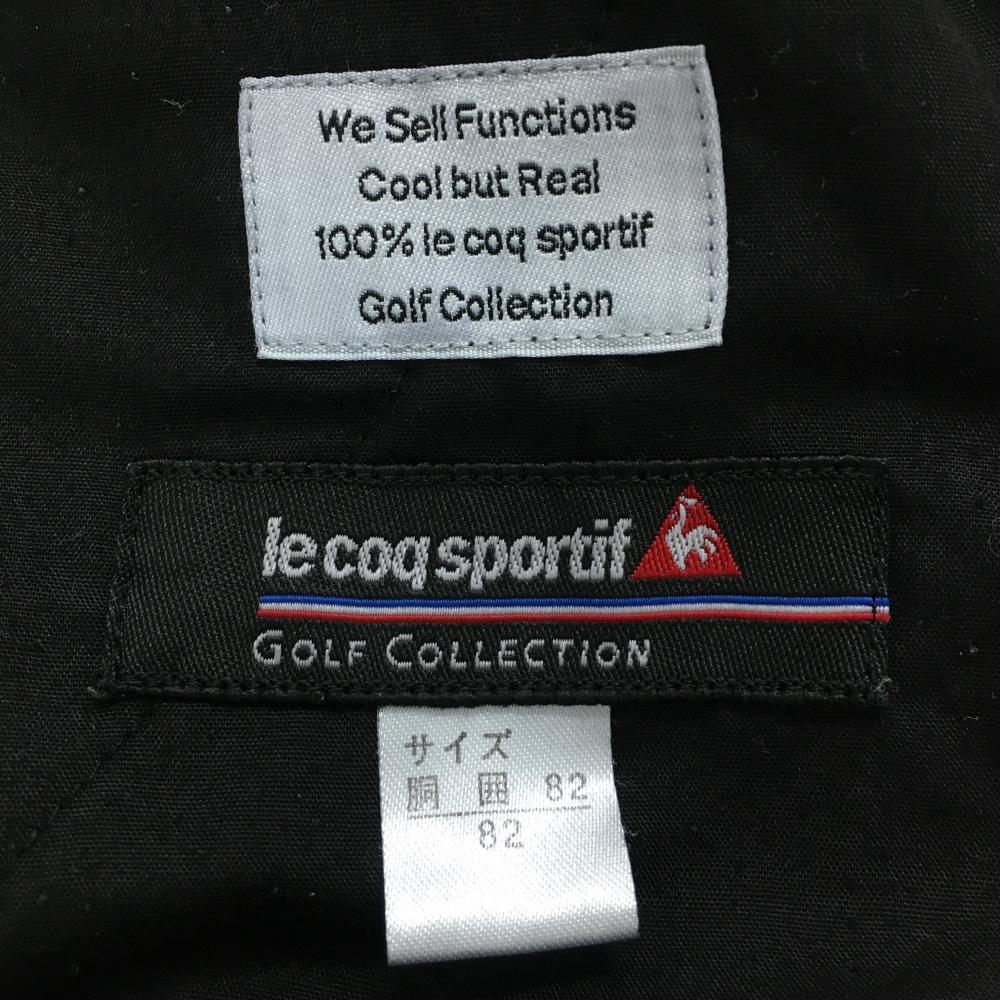 We Sell Functions
Cool but Real
100% le coq sportif
Golf Collection
le coq sportif
GOLF COLLECTION
サイズ
胴囲 82
82